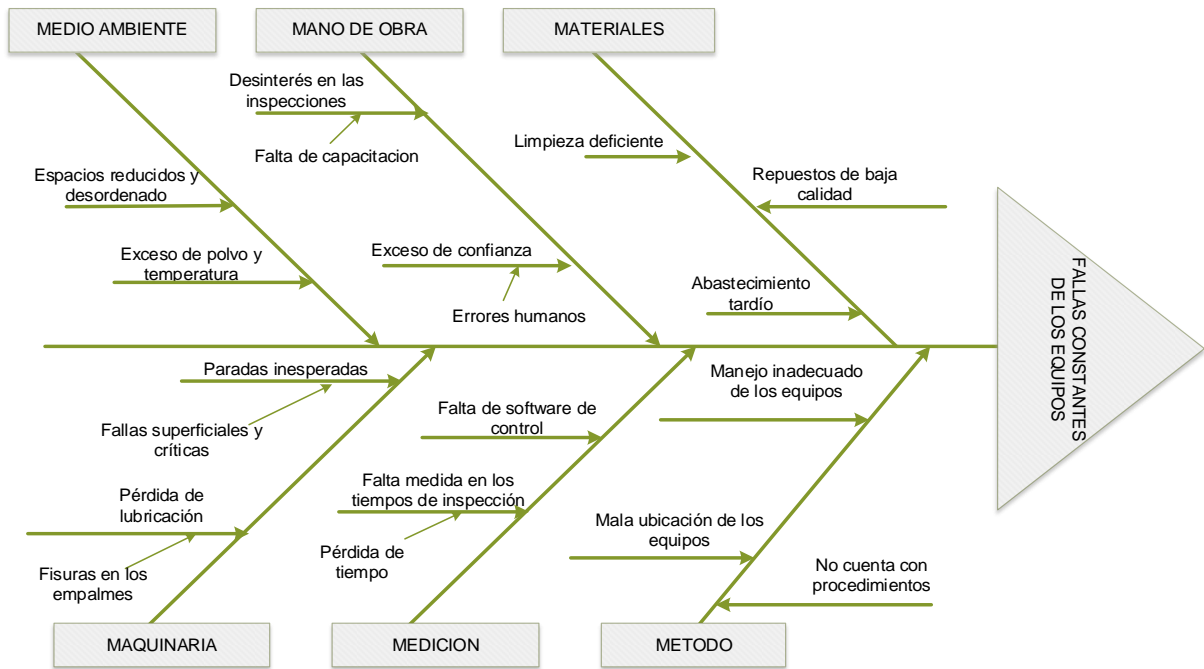 MEDIO AMBIENTE
MANO DE OBRA
MATERIALES
Desinterés en las
inspecciones
Falta de capacitacion
Limpieza deficiente
Repuestos de baja
calidad
Espacios reducidos y
desordenado
Exceso de polvo y
temperatura
Exceso de confianza
Errores humanos
Abastecimiento
tardío
FALLAS CONSTANTES
DE LOS EQUIPOS
Paradas inesperadas
Fallas superficiales y
críticas
Pérdida de
lubricación
Fisuras en los
empalmes
Falta de software de
control
Falta medida en los
tiempos de inspección
Pérdida de
tiempo
Manejo inadecuado
de los equipos
Mala ubicación de los
equipos
No cuenta con
procedimientos
MAQUINARIA
MEDICION
METODO